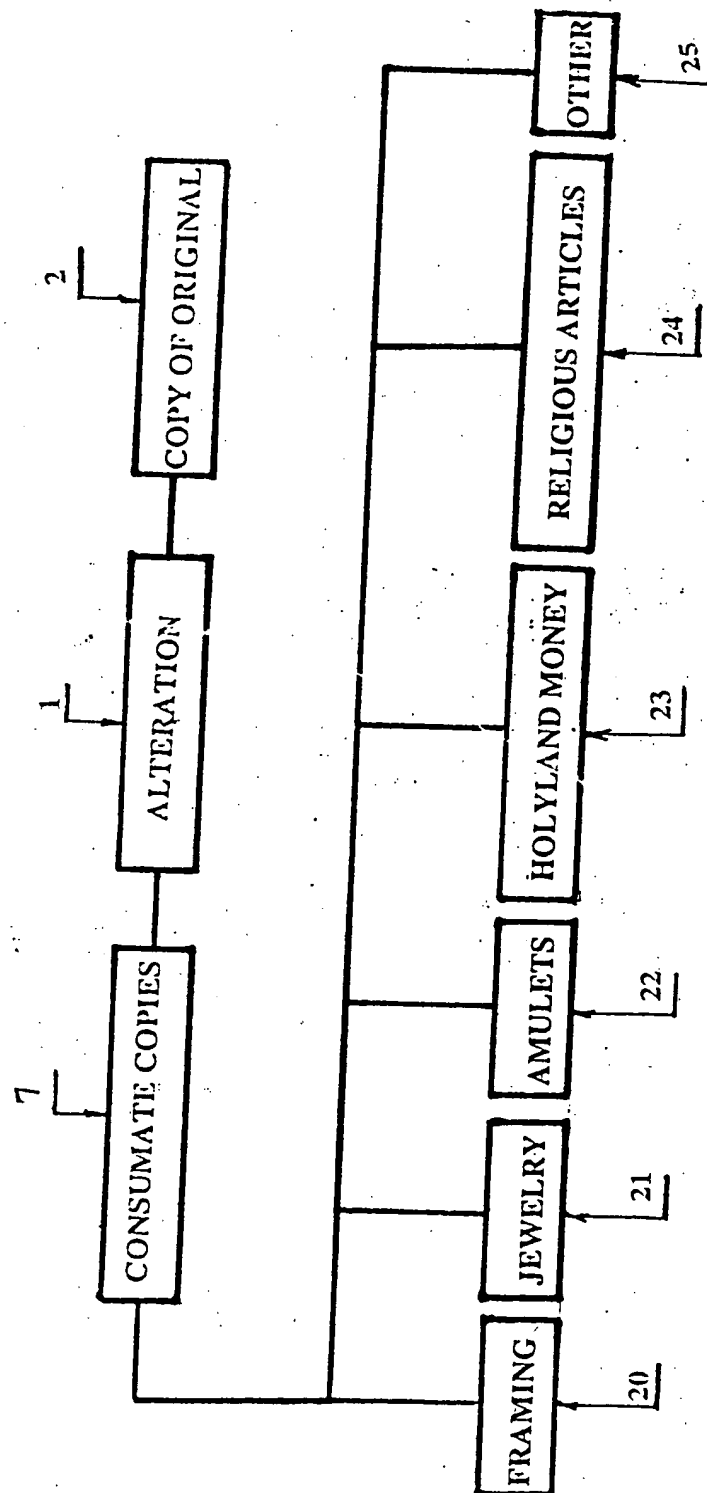 7
CONSUMATE COPIES
1
ALTERATION
2
COPY OF ORIGINAL
FRAMING
20
JEWELRY
21
AMULETS
22
HOLYLAND MONEY
23
RELIGIOUS ARTICLES
24
OTHER
25